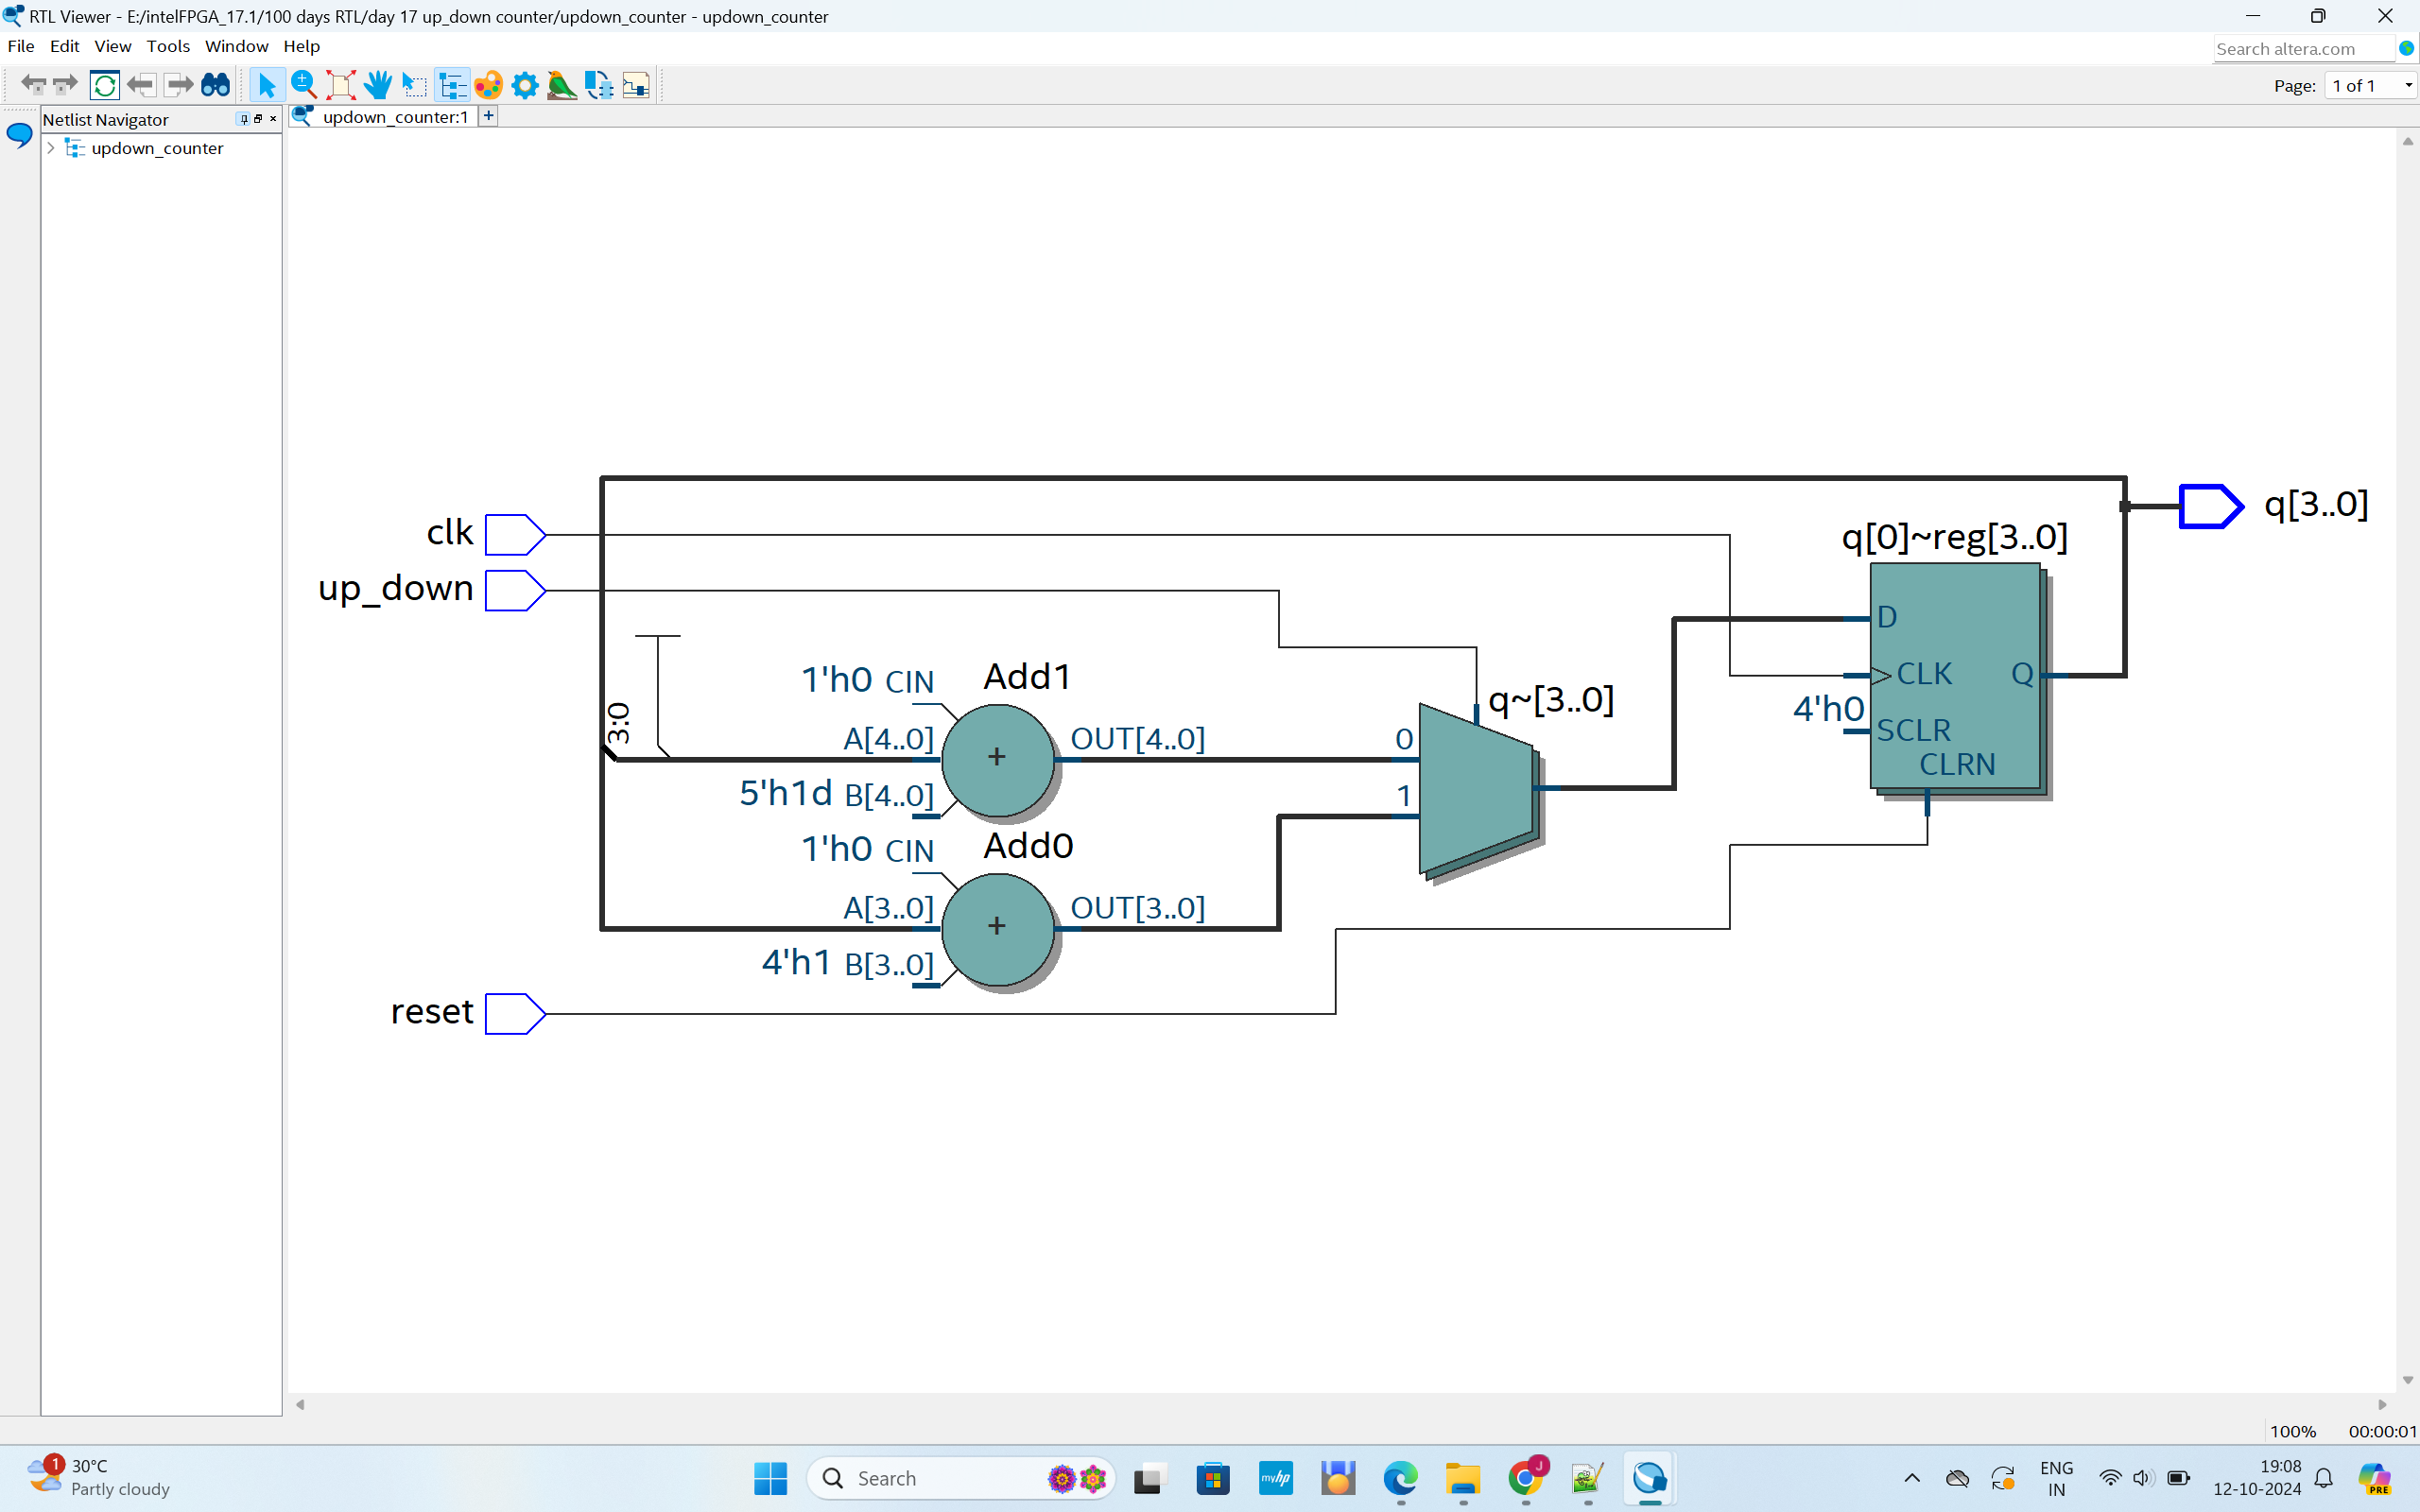 RTL Viewer - E:/intelFPGA_17.1/100 days RTL/day 17 up_down counter/updown_counter - updown_counter
File Edit View Tools Window Help
Search altera.com
Page: 1 of 1
Netlist Navigator
updown_counter:1
updown_counter
clk
up_down
q[3..0]
q[0]~reg[3..0]
D
CLK
Q
4'h0
SCLR
CLRN
3:0
1'h0 CIN
Add1
A[4..0]
+
OUT[4..0]
5'h1d B[4..0]
q~[3..0]
0
1
1'h0 CIN
Add0
A[3..0]
+
OUT[3..0]
4'h1 B[3..0]
reset
100%
00:00:01
1
30°C
Partly cloudy
Search
myhp
J
ENG
IN
19:08
12-10-2024
PRE